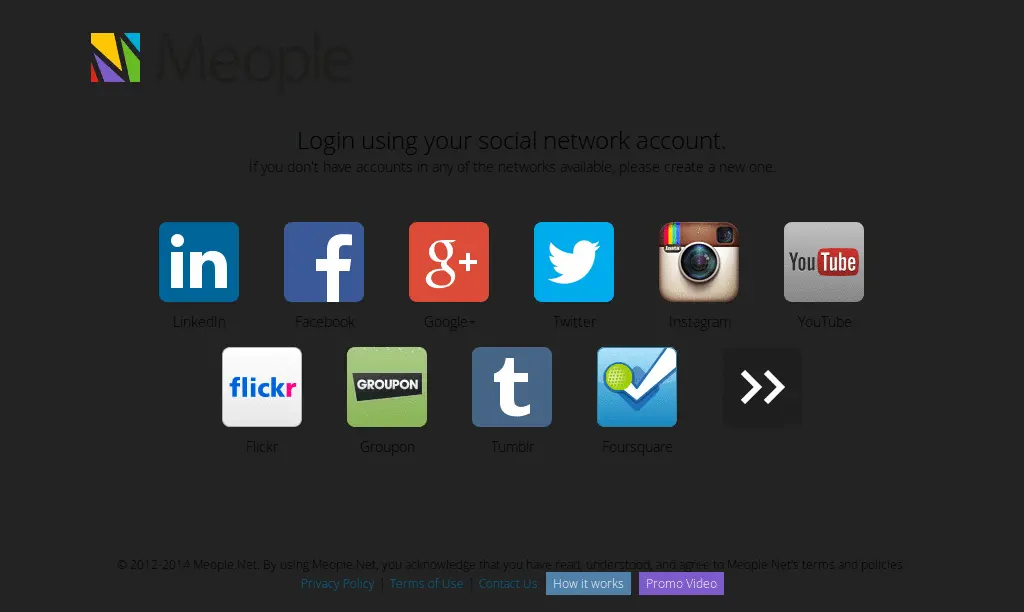 Meople
Login using your social network account.
If you don't have accounts in any of the networks available, please create a new one.
in f g+ Insta YouTube
LinkedIn Facebook Google+ Twitter Instagram YouTube
flickr GROUPON t
Flickr Groupon Tumblr Foursquare
© 2012-2014 Meople.Net. By using Meople.Net, you acknowledge that you have read, understood, and agree to Meople.Net's terms and policies.
Privacy Policy | Terms of Use | Contact Us How it works Promo Video